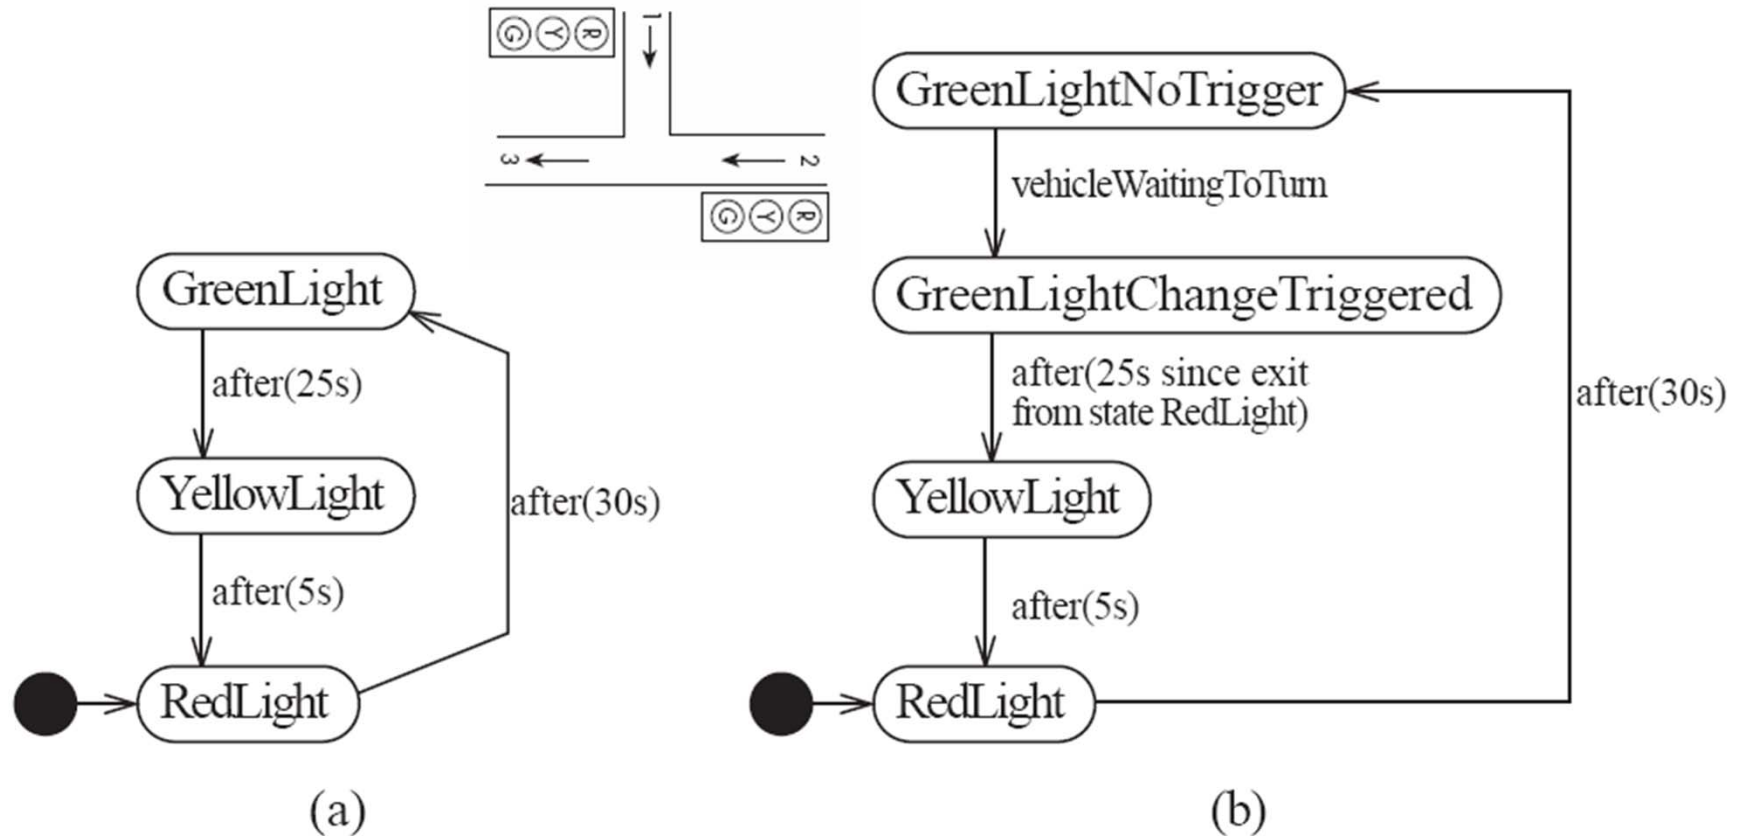 G Y R
1
3
2
G Y R
GreenLight
after(25s)
YellowLight
after(30s)
after(5s)
RedLight
(a)
GreenLightNoTrigger
vehicleWaitingToTurn
GreenLightChangeTriggered
after(25s since exit
from state RedLight)
after(30s)
YellowLight
after(5s)
RedLight
(b)